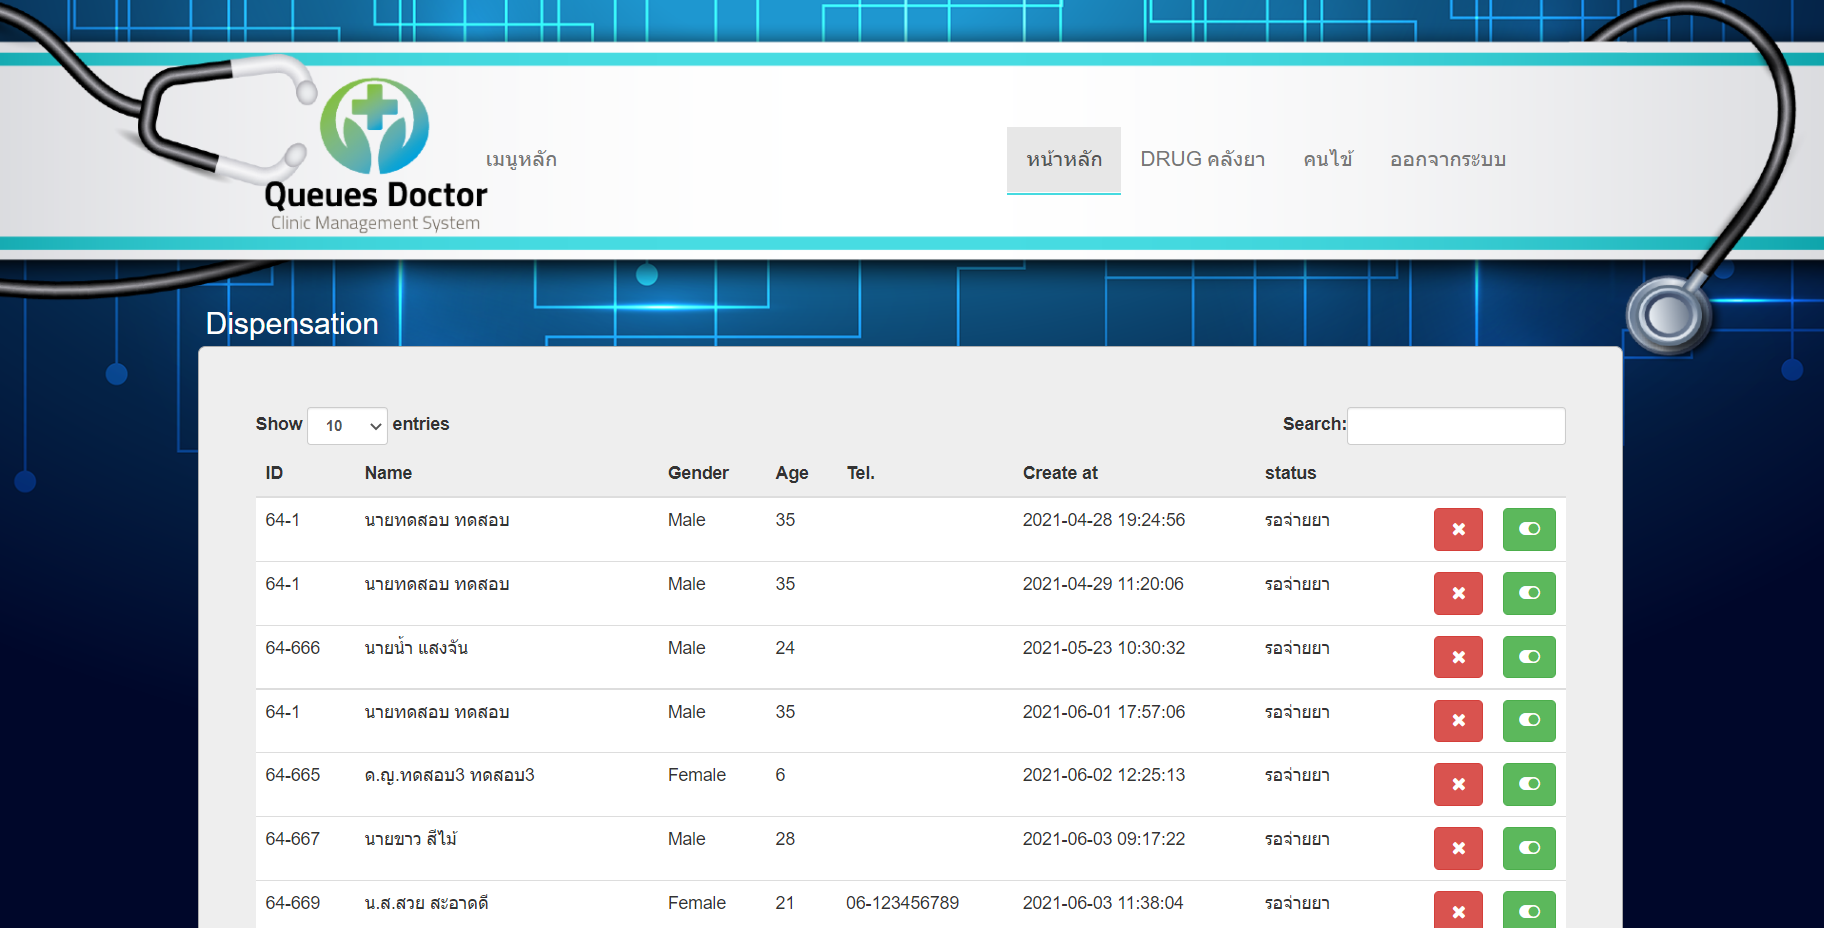 Queues Doctor
Clinic Management System
เมนูหลัก
หน้าหลัก DRUG คลังยา คนไข้ ออกจากระบบ
Dispensation
Show 10 entries Search:
ID Name Gender Age Tel. Create at status
64-1 นายทดสอบ ทดสอบ Male 35 2021-04-28 19:24:56 รอจ่ายยา
64-1 นายทดสอบ ทดสอบ Male 35 2021-04-29 11:20:06 รอจ่ายยา
64-666 นายน้ำ แสงจัน Male 24 2021-05-23 10:30:32 รอจ่ายยา
64-1 นายทดสอบ ทดสอบ Male 35 2021-06-01 17:57:06 รอจ่ายยา
64-665 ด.ญ.ทดสอบ3 ทดสอบ3 Female 6 2021-06-02 12:25:13 รอจ่ายยา
64-667 นายขาว สีไม้ Male 28 2021-06-03 09:17:22 รอจ่ายยา
64-669 น.ส.สวย สะอาดดี Female 21 06-123456789 2021-06-03 11:38:04 รอจ่ายยา